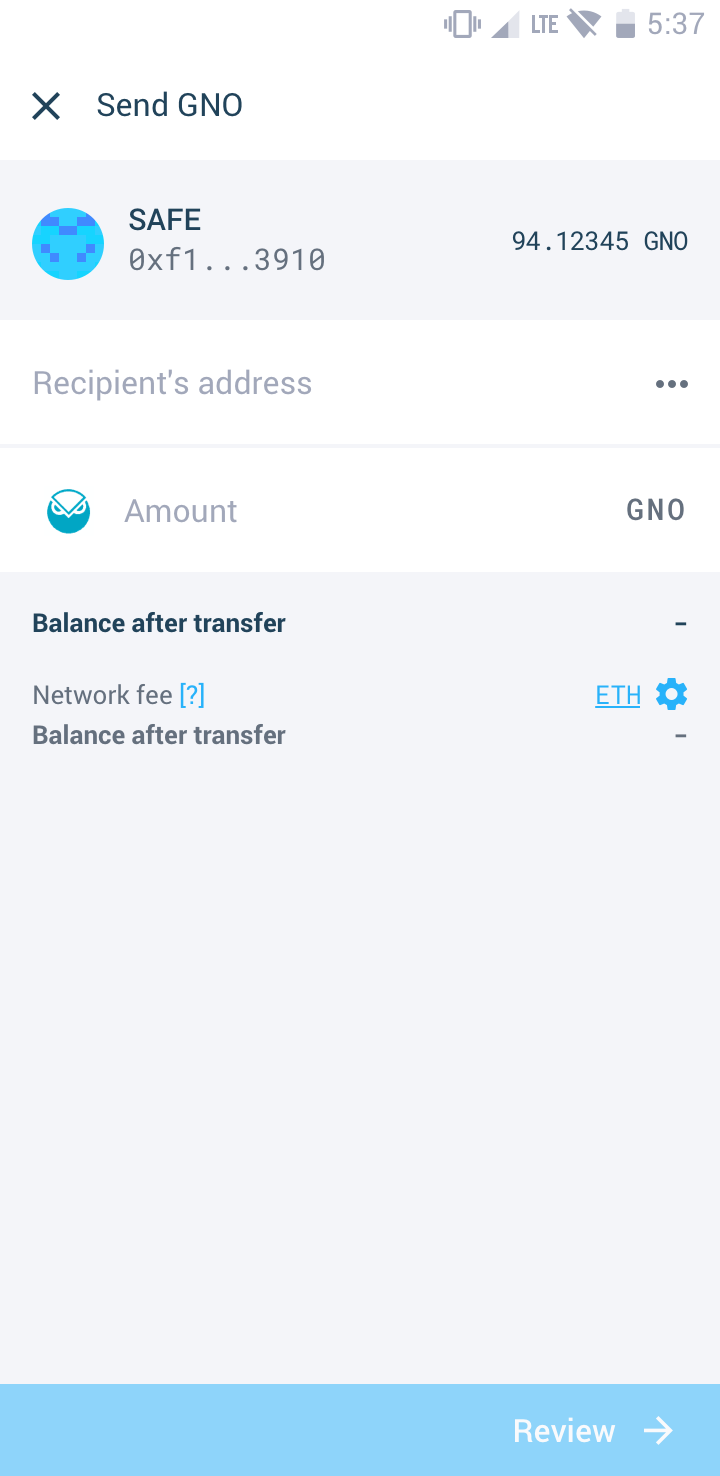 LTE 5:37
Send GNO
SAFE
0xf1...3910
94.12345 GNO
Recipient's address
Amount GNO
Balance after transfer -
Network fee [?] ETH
Balance after transfer -
Review